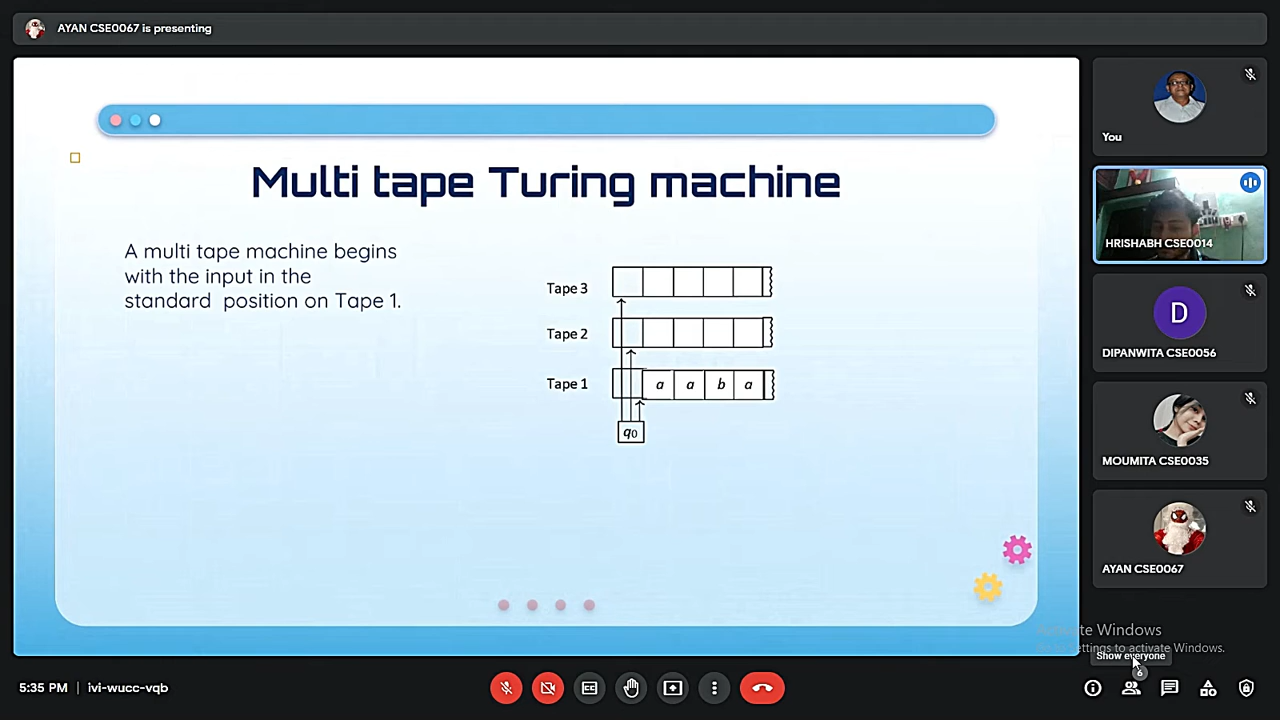 AYAN CSE0067 is presenting
Multi tape Turing machine
A multi tape machine begins
with the input in the
standard position on Tape 1.
Tape 3
Tape 2
Tape 1 a a b a
q0
You
HRISHABH CSE0014
D
DIPANWITA CSE0056
MOUMITA CSE0035
AYAN CSE0067
Activate Windows
settings to activate Windows.
Show everyone
5:35 PM | ivi-wucc-vqb
6